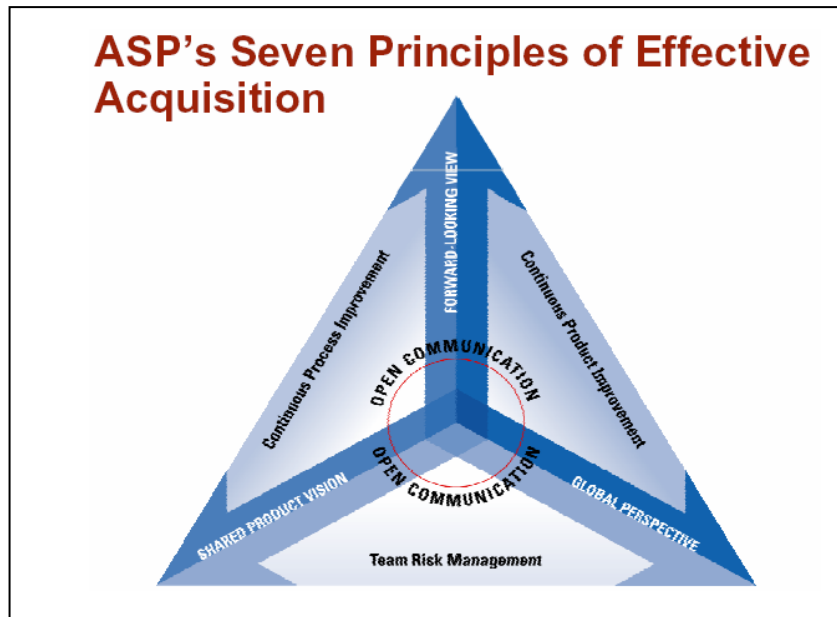 ASP's Seven Principles of Effective
Acquisition
FORWARD-LOOKING VIEW
Continuous Process Improvement
Continuous Product Improvement
OPEN COMMUNICATION
OPEN COMMUNICATION
SHARED PRODUCT VISION
GLOBAL PERSPECTIVE
Team Risk Management